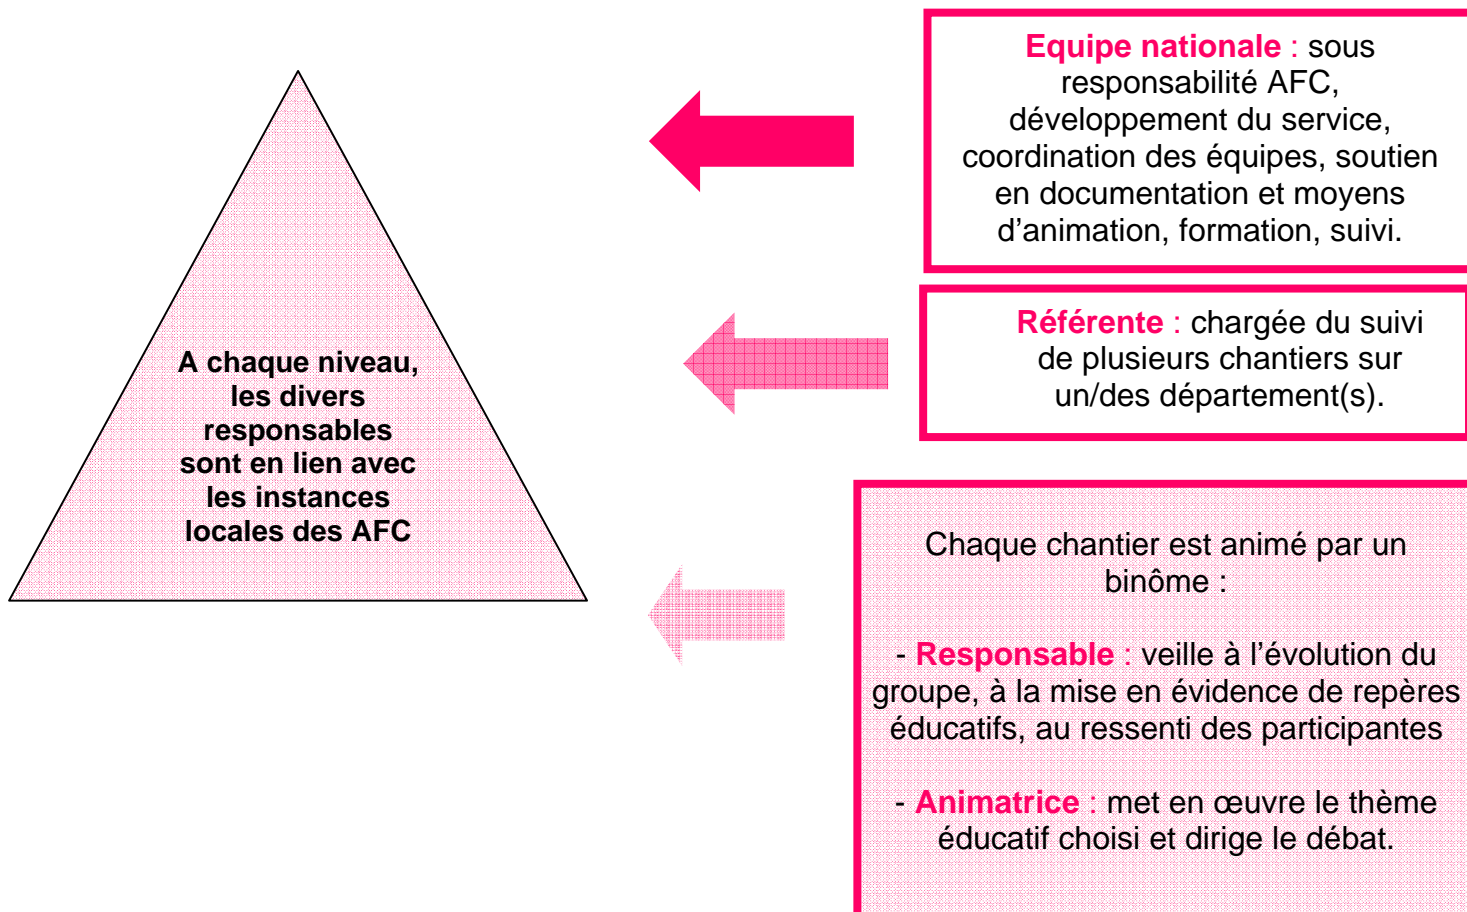 Equipe nationale : sous
responsabilité AFC,
développement du service,
coordination des équipes, soutien
en documentation et moyens
d’animation, formation, suivi.
Référente : chargée du suivi
de plusieurs chantiers sur
un/des département(s).
A chaque niveau,
les divers
responsables
sont en lien avec
les instances
locales des AFC
Chaque chantier est animé par un
binôme :
- Responsable : veille à l’évolution du
groupe, à la mise en évidence de repères
éducatifs, au ressenti des participantes
- Animatrice : met en œuvre le thème
éducatif choisi et dirige le débat.